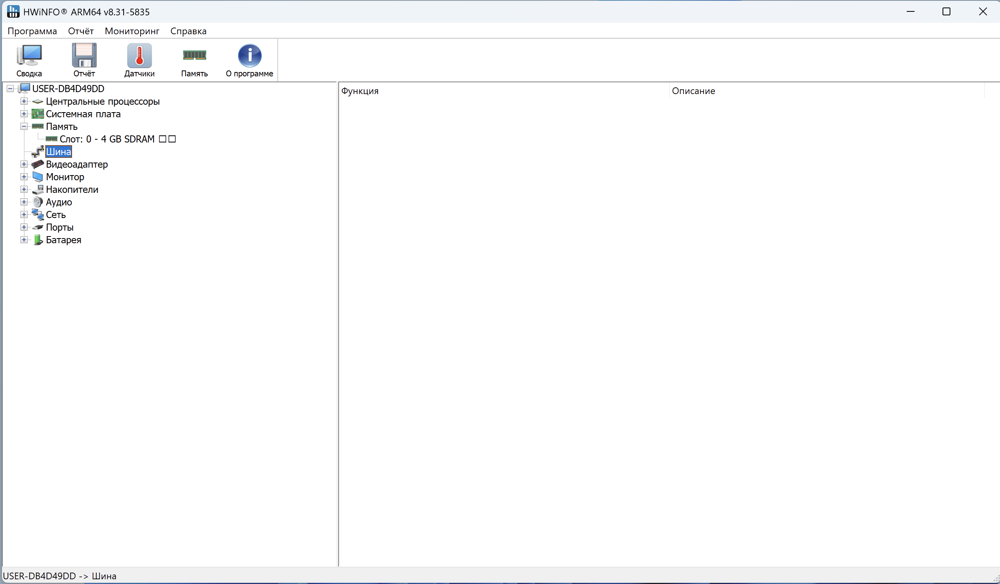 HWiNFO® ARM64 v8.31-5835
Программа Отчёт Мониторинг Справка
Сводка Отчёт Датчики Память О программе
USER-DB4D49DD
Центральные процессоры
Системная плата
Память
Слот: 0 - 4 GB SDRAM □□
Шина
Видеоадаптер
Монитор
Накопители
Аудио
Сеть
Порты
Батарея
Функция Описание
USER-DB4D49DD -> Шина